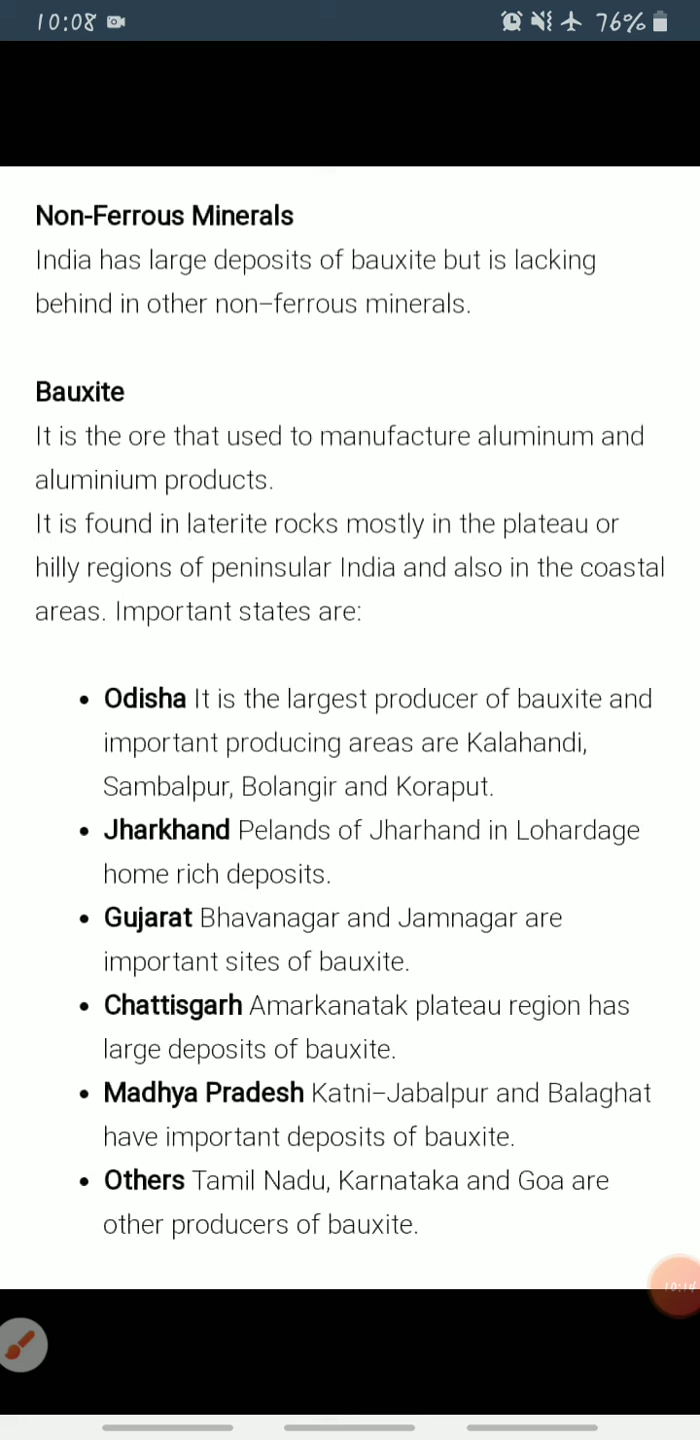 10:08
76%
Non-Ferrous Minerals
India has large deposits of bauxite but is lacking
behind in other non-ferrous minerals.
Bauxite
It is the ore that used to manufacture aluminum and
aluminium products.
It is found in laterite rocks mostly in the plateau or
hilly regions of peninsular India and also in the coastal
areas. Important states are:
• Odisha It is the largest producer of bauxite and
important producing areas are Kalahandi,
Sambalpur, Bolangir and Koraput.
• Jharkhand Pelands of Jharhand in Lohardage
home rich deposits.
• Gujarat Bhavanagar and Jamnagar are
important sites of bauxite.
• Chattisgarh Amarkanatak plateau region has
large deposits of bauxite.
• Madhya Pradesh Katni-Jabalpur and Balaghat
have important deposits of bauxite.
• Others Tamil Nadu, Karnataka and Goa are
other producers of bauxite.
10:14